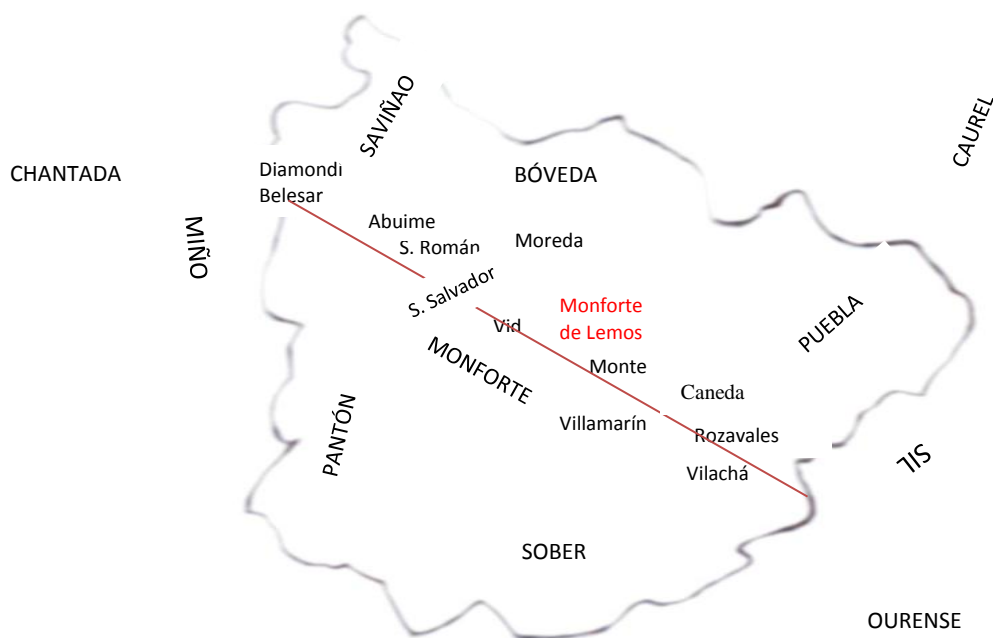 SAVIÑAO
CAUREL
CHANTADA
Diamondi
Belesar
BÓVEDA
MIÑO
Abuime
S. Román
Moreda
S. Salvador
Monforte
de Lemos
Vid
PUEBLA
MONFORTE
Monte
Caneda
PANTÓN
Villamarín
Rozavales
SIL
Vilachá
SOBER
OURENSE